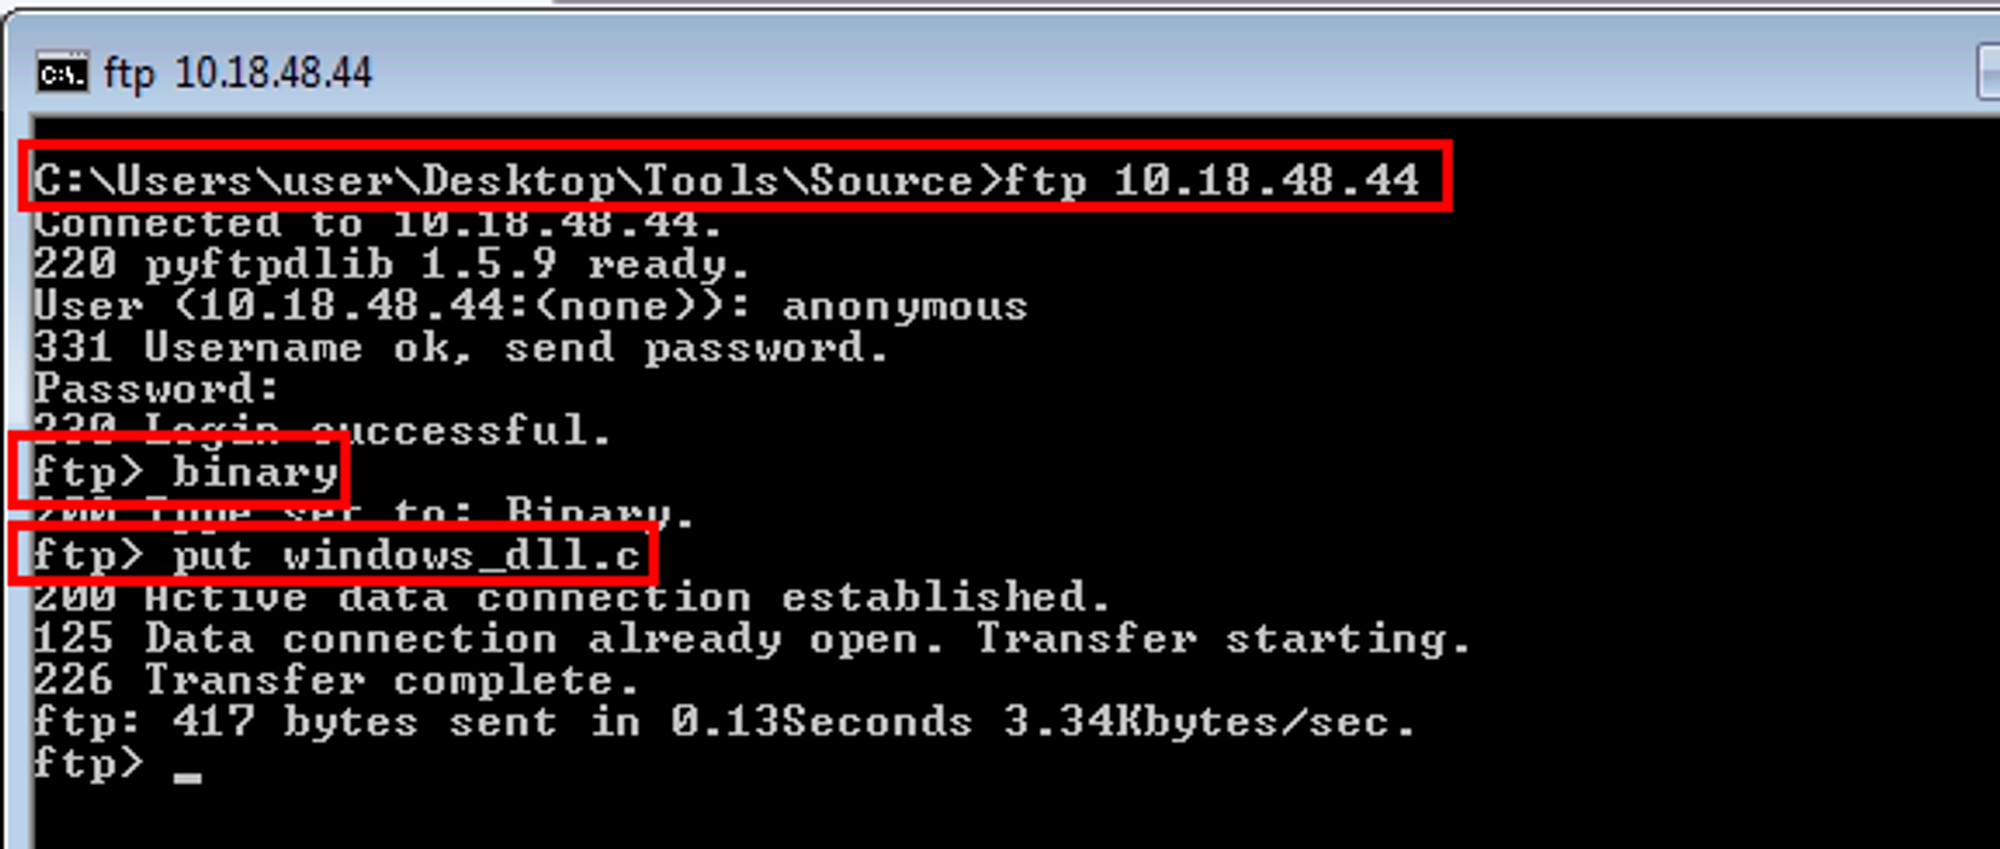 C:\.
ftp 10.18.48.44
C:\Users\user\Desktop\Tools\Source>ftp 10.18.48.44
Connected to 10.18.48.44.
220 pyftpdlib 1.5.9 ready.
User (10.18.48.44:(none)): anonymous
331 Username ok, send password.
Password:
230 Login successful.
ftp> binary
200 Type set to: Binary.
ftp> put windows_dll.c
200 Active data connection established.
125 Data connection already open. Transfer starting.
226 Transfer complete.
ftp: 417 bytes sent in 0.13Seconds 3.34Kbytes/sec.
ftp> _